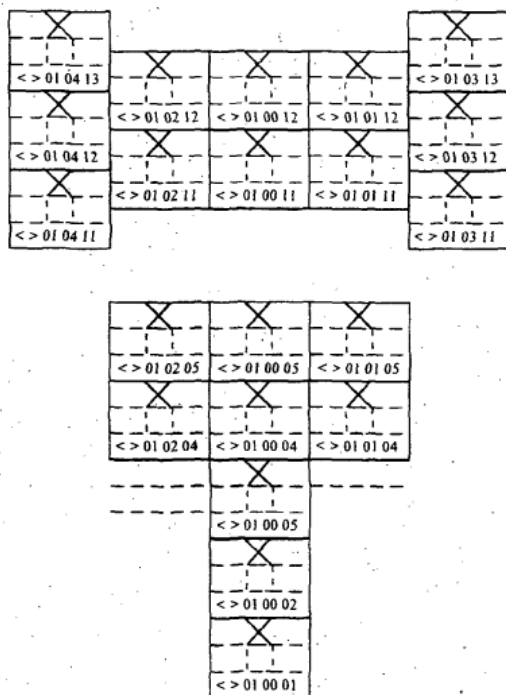 < > 01 04 13
< > 01 03 13
< > 01 02 12
< > 01 00 12
< > 01 01 12
< > 01 04 12
< > 01 03 12
< > 01 02 11
< > 01 00 11
< > 01 01 11
< > 01 04 11
< > 01 03 11
< > 01 02 05
< > 01 00 05
< > 01 01 05
< > 01 02 04
< > 01 00 04
< > 01 01 04
< > 01 00 05
< > 01 00 02
< > 01 00 01